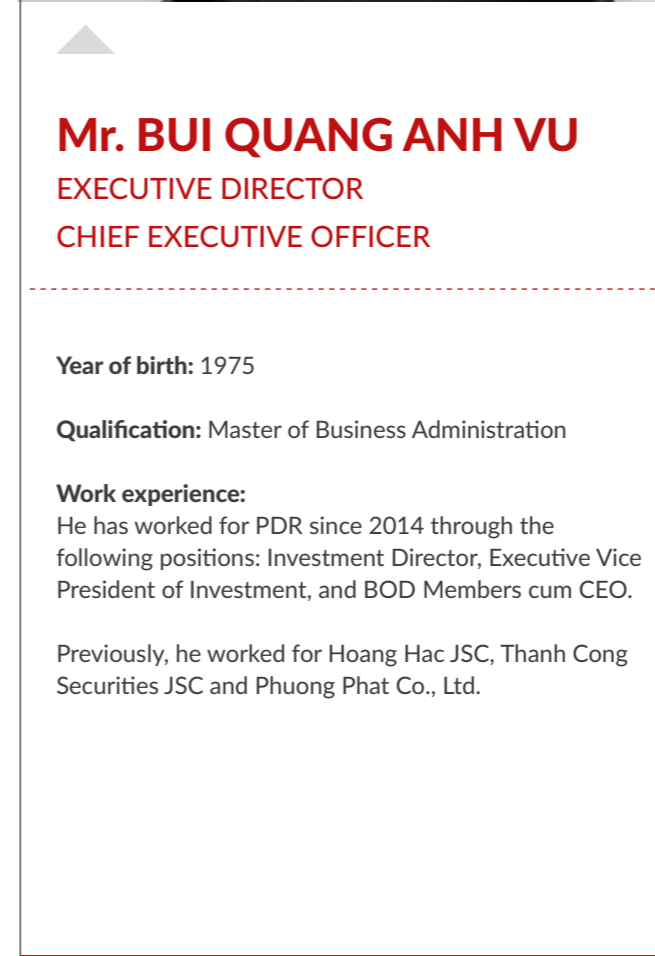 Mr. BUI QUANG ANH VU
EXECUTIVE DIRECTOR
CHIEF EXECUTIVE OFFICER
Year of birth: 1975
Qualification: Master of Business Administration
Work experience:
He has worked for PDR since 2014 through the
following positions: Investment Director, Executive Vice
President of Investment, and BOD Members cum CEO.
Previously, he worked for Hoang Hac JSC, Thanh Cong
Securities JSC and Phuong Phat Co., Ltd.